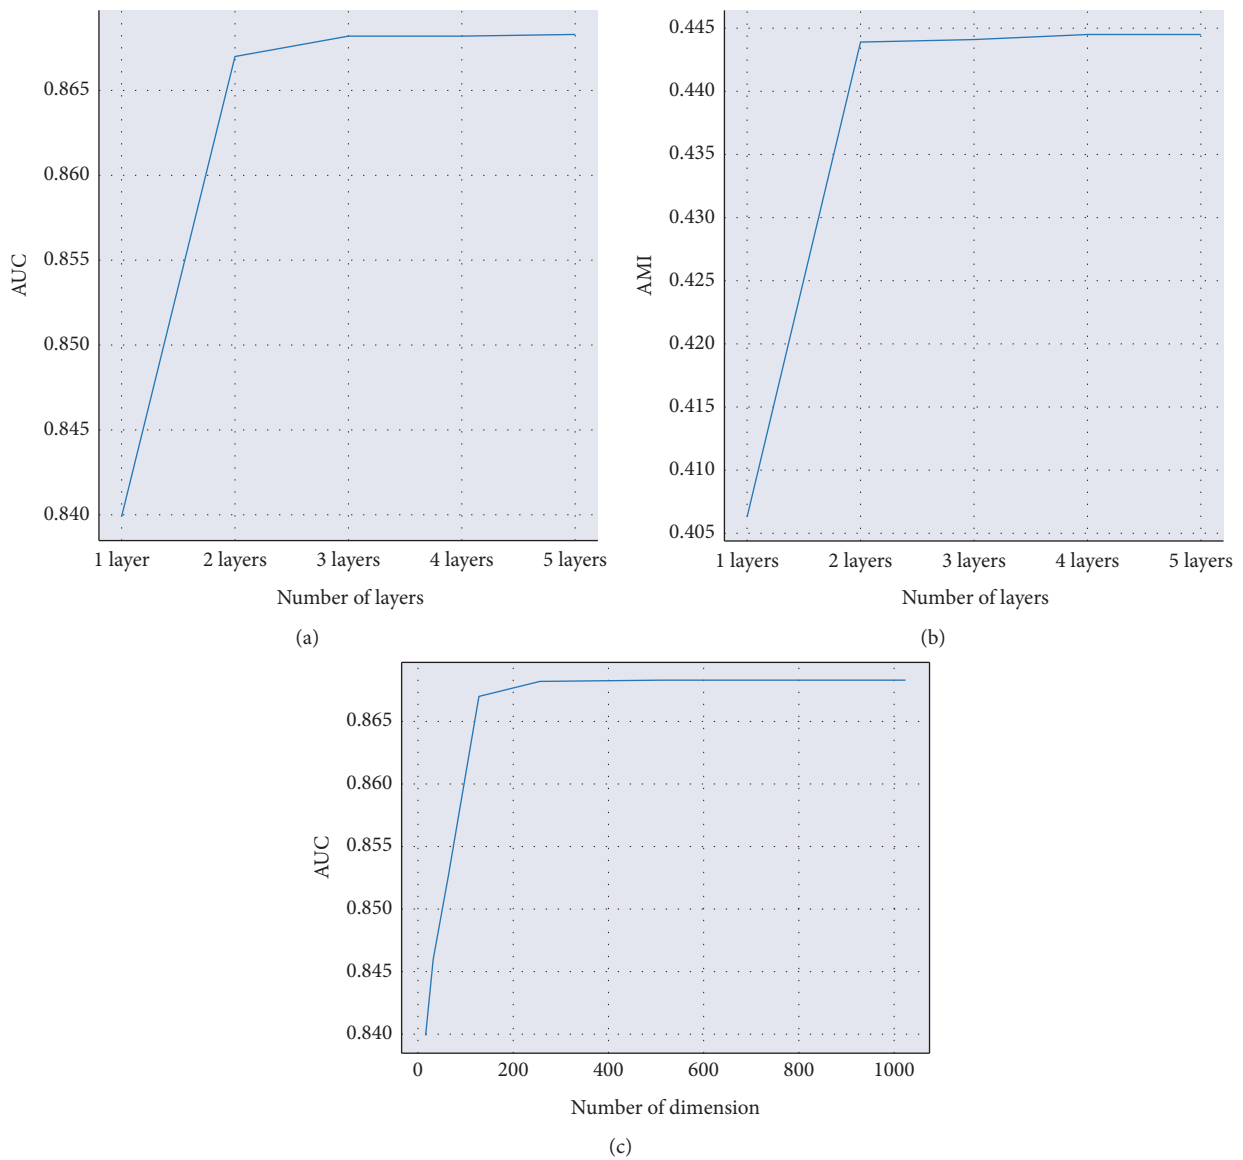 AUC
0.865
0.860
0.855
0.850
0.845
0.840
1 layer 2 layers 3 layers 4 layers 5 layers
Number of layers
(a)
AMI
0.445
0.440
0.435
0.430
0.425
0.420
0.415
0.410
0.405
1 layers 2 layers 3 layers 4 layers 5 layers
Number of layers
(b)
AUC
0.865
0.860
0.855
0.850
0.845
0.840
0 200 400 600 800 1000
Number of dimension
(c)